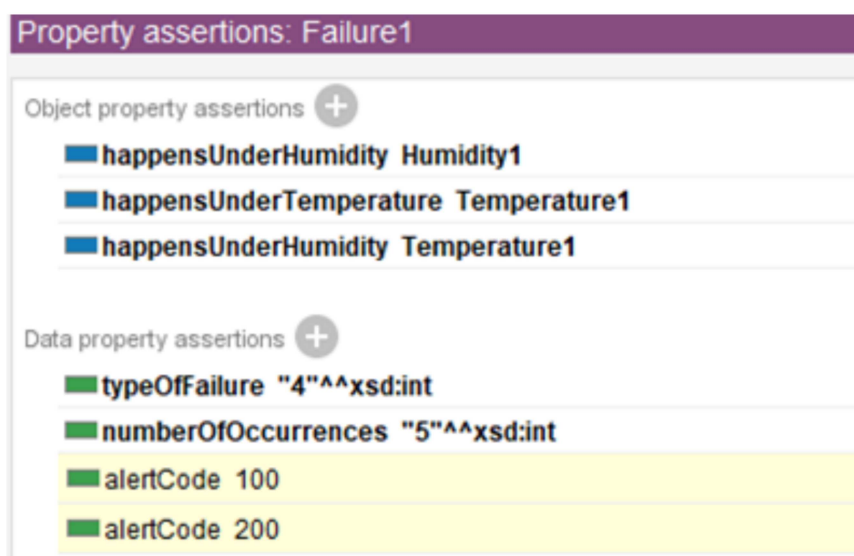 Property assertions: Failure1
Object property assertions
happensUnderHumidity Humidity1
happensUnderTemperature Temperature1
happensUnderHumidity Temperature1
Data property assertions
typeOfFailure "4"^^xsd:int
numberOfOccurrences "5"^^xsd:int
alertCode 100
alertCode 200